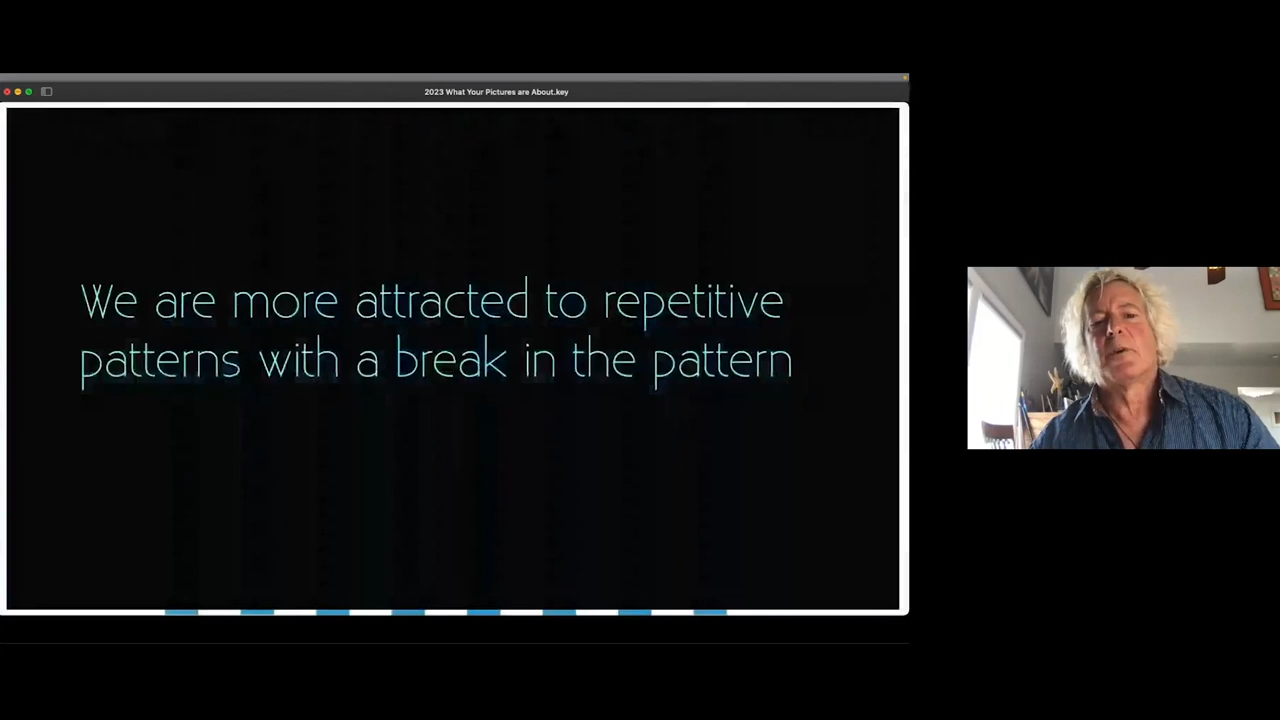 2023 What Your Pictures are About.key
We are more attracted to repetitive
patterns with a break in the pattern